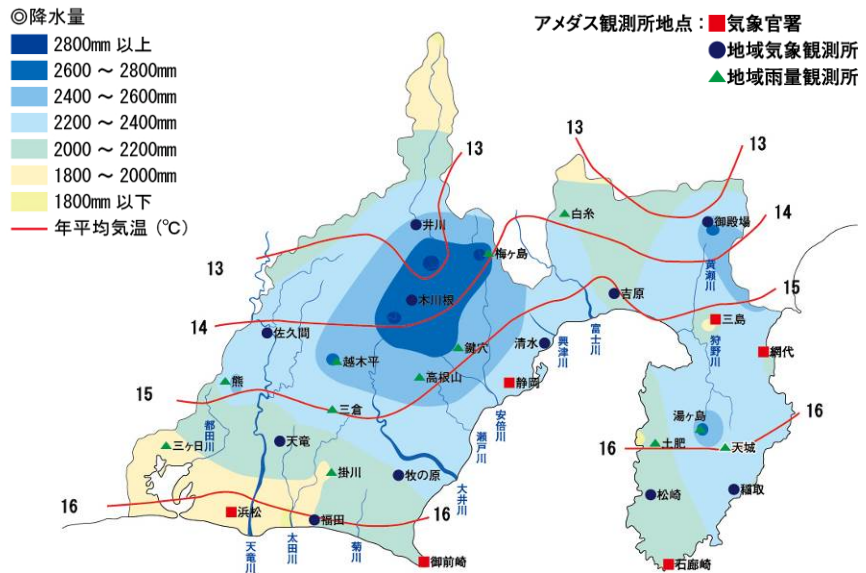 ◎降水量
2800mm 以上
2600 ～ 2800mm
2400 ～ 2600mm
2200 ～ 2400mm
2000 ～ 2200mm
1800 ～ 2000mm
1800mm 以下
年平均気温 (℃)
アメダス観測所地点：■気象官署
●地域気象観測所
▲地域雨量観測所
13
13
13
13
14
14
15
15
16
16
16
16
井川
梅ヶ島
木川根
佐久間
越木平
鍵穴
高根山
清水
静岡
熊
三倉
天竜
三ヶ日
掛川
牧の原
浜松
福田
御前崎
白糸
御殿場
吉原
三島
網代
湯ヶ島
土肥
天城
松崎
稲取
石廊崎
都田川
天竜川
太田川
菊川
大井川
瀬戸川
安倍川
興津川
富士川
黄瀬川
狩野川